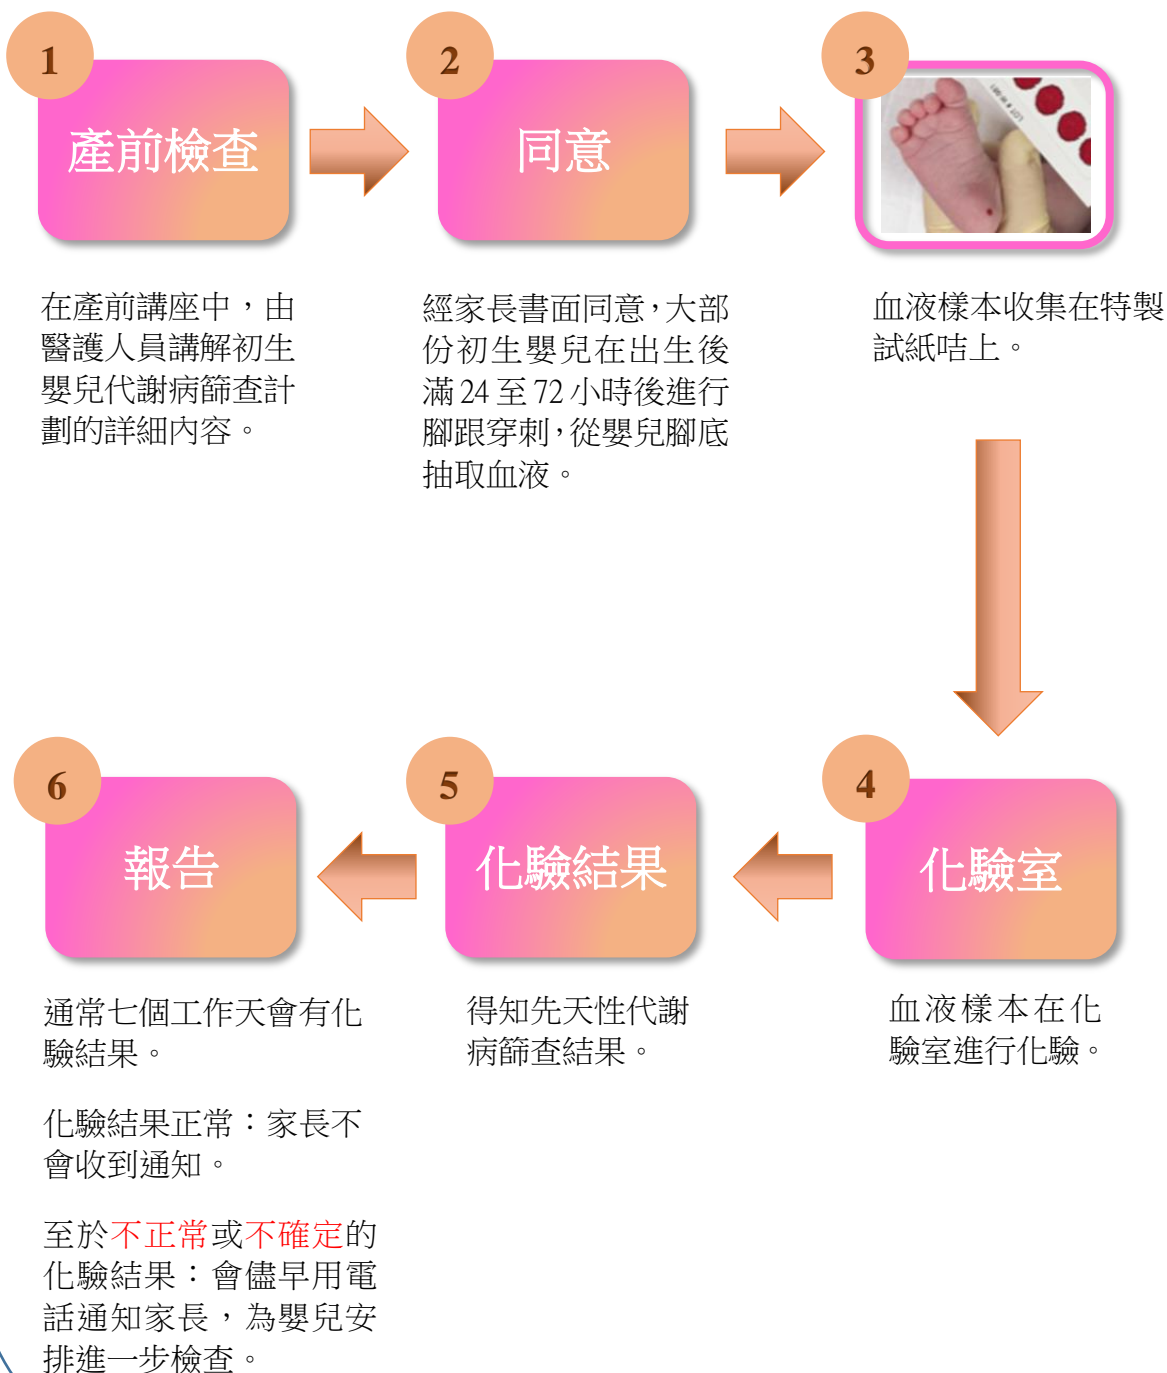 1
產前檢查
在產前講座中，由
醫護人員講解初生
嬰兒代謝病篩查計
劃的詳細內容。
2
同意
經家長書面同意，大部
份初生嬰兒在出生後
滿 24 至 72 小時後進行
腳跟穿刺，從嬰兒腳底
抽取血液。
3
血液樣本收集在特製
試紙咭上。
4
化驗室
血液樣本在化
驗室進行化驗。
5
化驗結果
得知先天性代謝
病篩查結果。
6
報告
通常七個工作天會有化
驗結果。
化驗結果正常：家長不
會收到通知。
至於不正常或不確定的
化驗結果：會儘早用電
話通知家長，為嬰兒安
排進一步檢查。